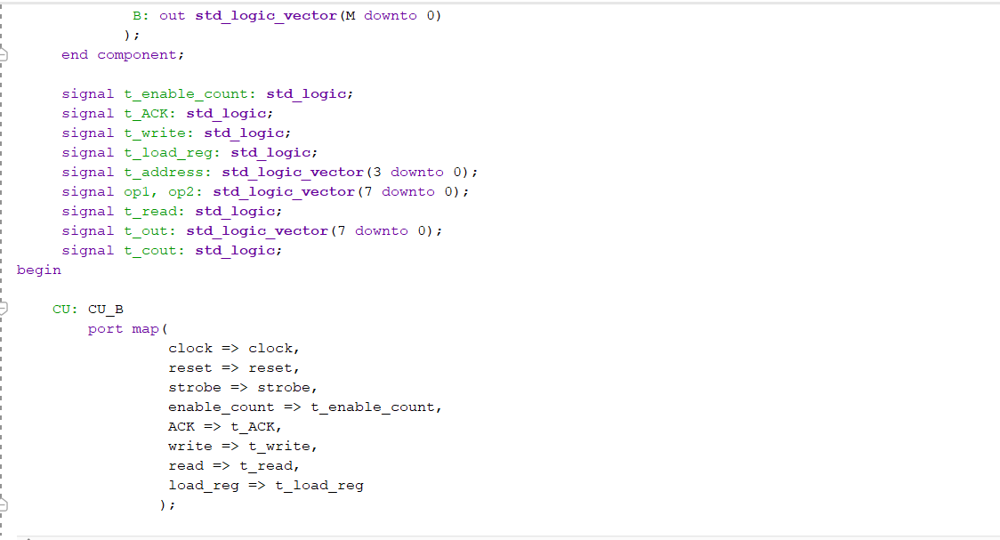 B: out std_logic_vector(M downto 0)
);
end component;
signal t_enable_count: std_logic;
signal t_ACK: std_logic;
signal t_write: std_logic;
signal t_load_reg: std_logic;
signal t_address: std_logic_vector(3 downto 0);
signal op1, op2: std_logic_vector(7 downto 0);
signal t_read: std_logic;
signal t_out: std_logic_vector(7 downto 0);
signal t_cout: std_logic;
begin
CU: CU_B
port map(
clock => clock,
reset => reset,
strobe => strobe,
enable_count => t_enable_count,
ACK => t_ACK,
write => t_write,
read => t_read,
load_reg => t_load_reg
);